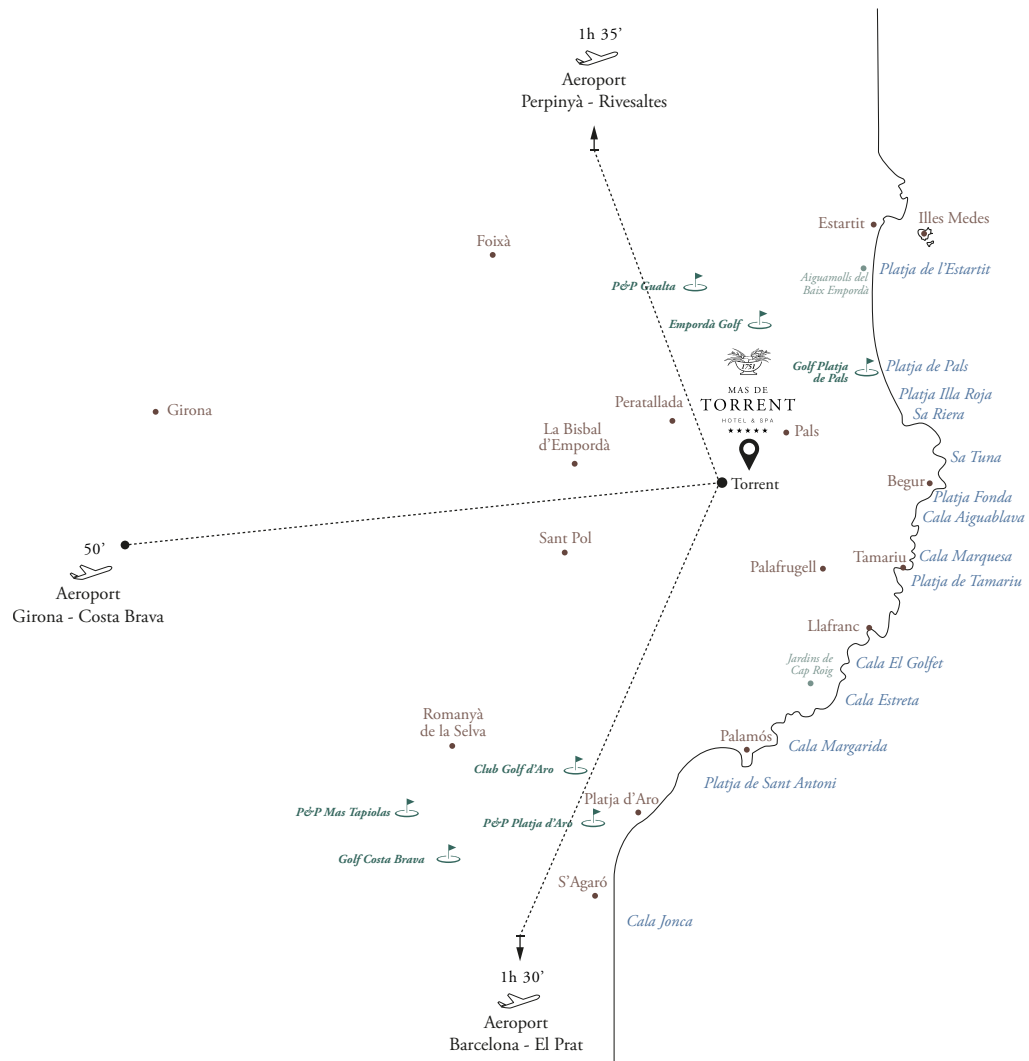 1h 35’
Aeroport
Perpinyà - Rivesaltes
Estartit
Illes Medes
Foixà
Platja de l’Estartit
Aiguamolls del
Baix Empordà
P&P Gualta
Empordà Golf
1751
Golf Platja
de Pals
Platja de Pals
MAS DE
TORRENT
HOTEL & SPA
★★★★★
Platja Illa Roja
Sa Riera
Peratallada
Girona
La Bisbal
d’Empordà
Pals
Sa Tuna
Begur
Torrent
Platja Fonda
Cala Aiguablava
Sant Pol
50’
Aeroport
Girona - Costa Brava
Palafrugell
Tamariu
Cala Marquesa
Platja de Tamariu
Llafranc
Jardins de
Cap Roig
Cala El Golfet
Cala Estreta
Romanyà
de la Selva
Palamós
Cala Margarida
Club Golf d’Aro
Platja de Sant Antoni
Platja d’Aro
P&P Mas Tapiolas
P&P Platja d’Aro
Golf Costa Brava
S’Agaró
Cala Jonca
1h 30’
Aeroport
Barcelona - El Prat